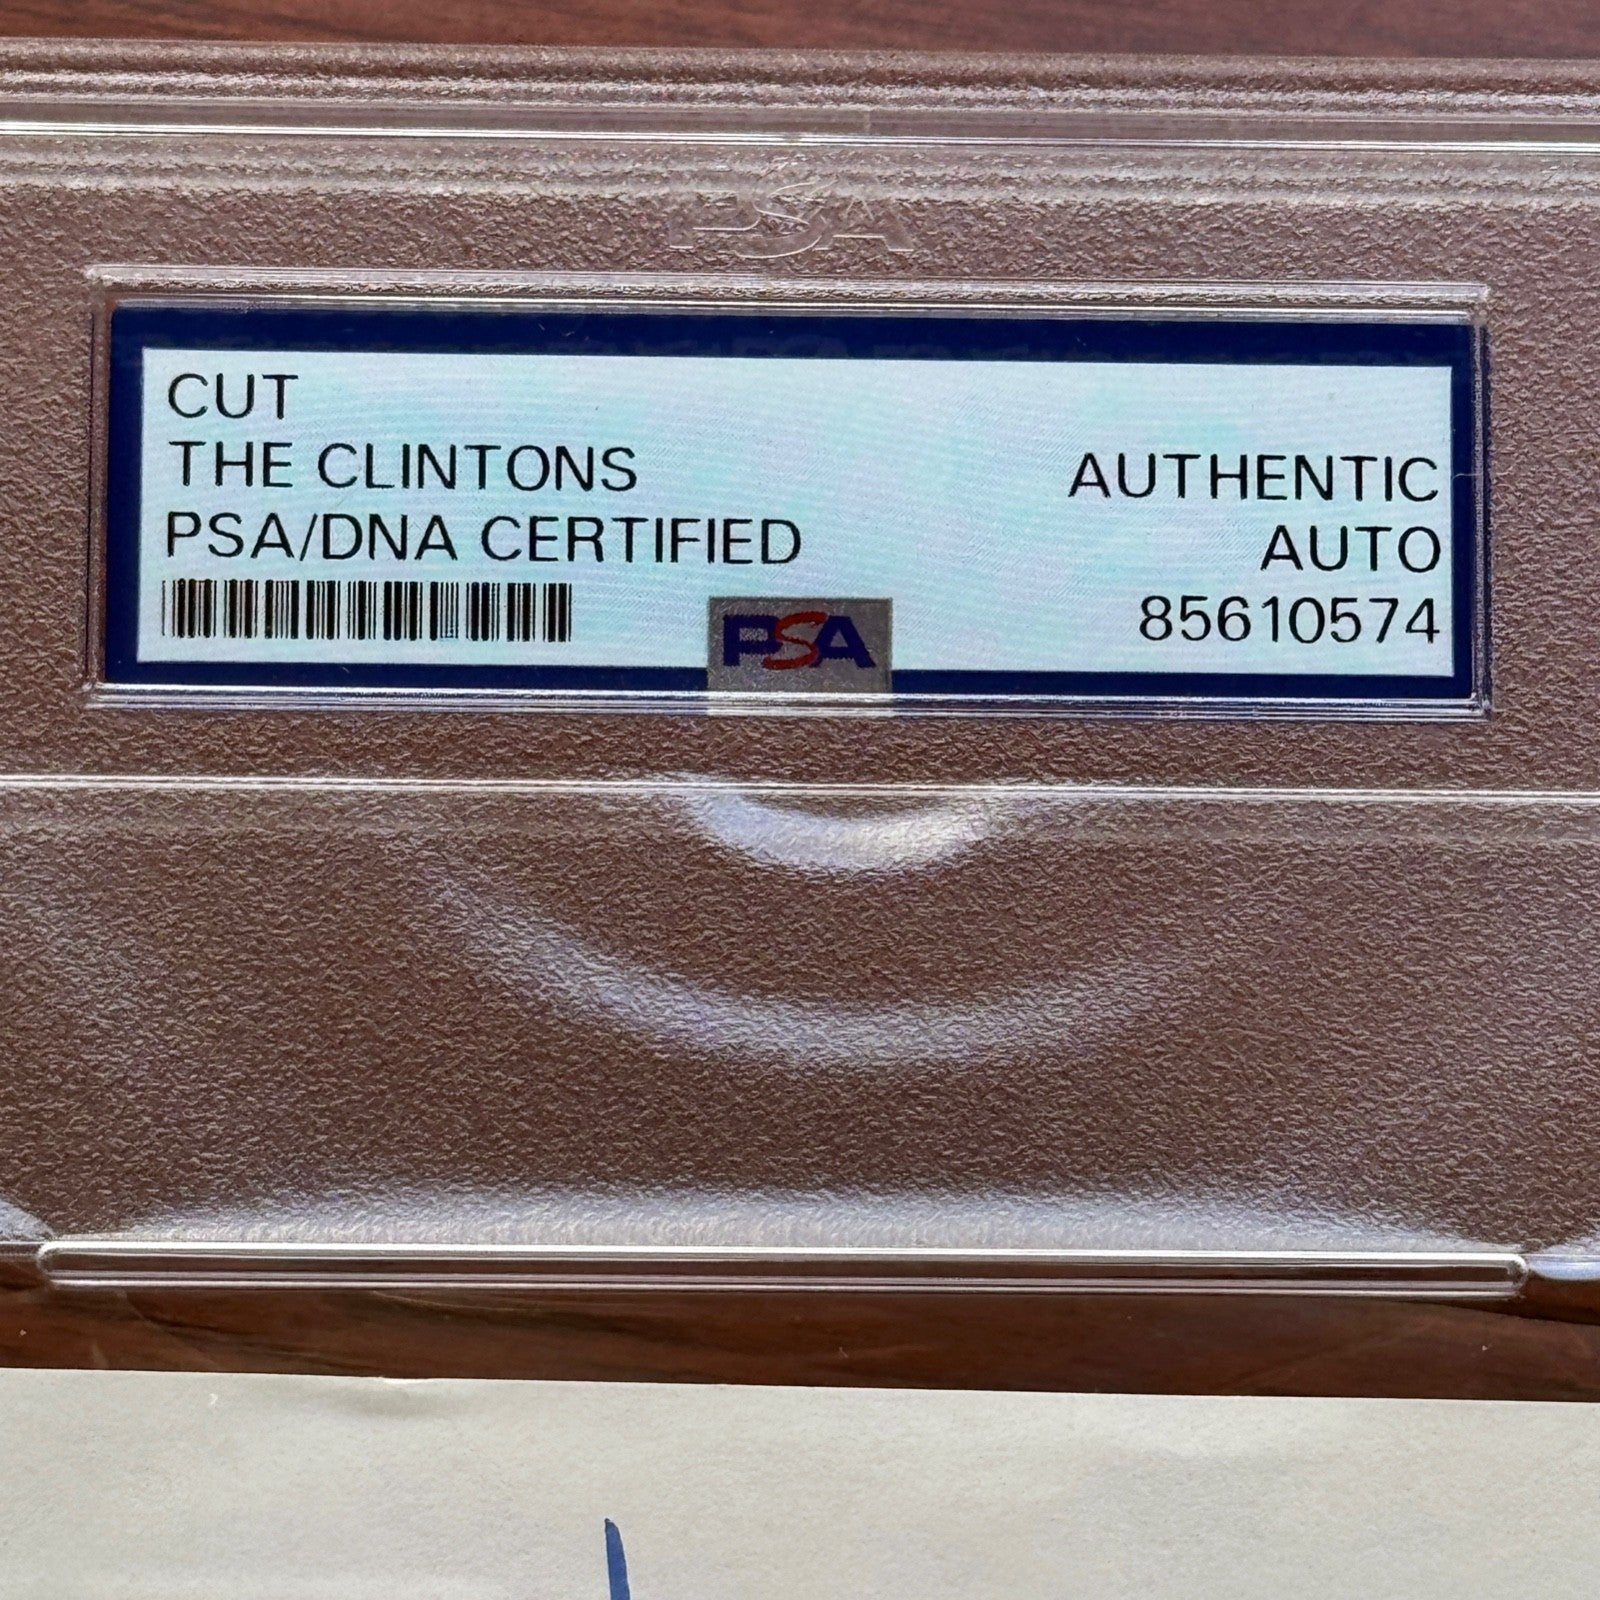 PSA
CUT
THE CLINTONS
PSA/DNA CERTIFIED
AUTHENTIC
AUTO
85610574
PSA